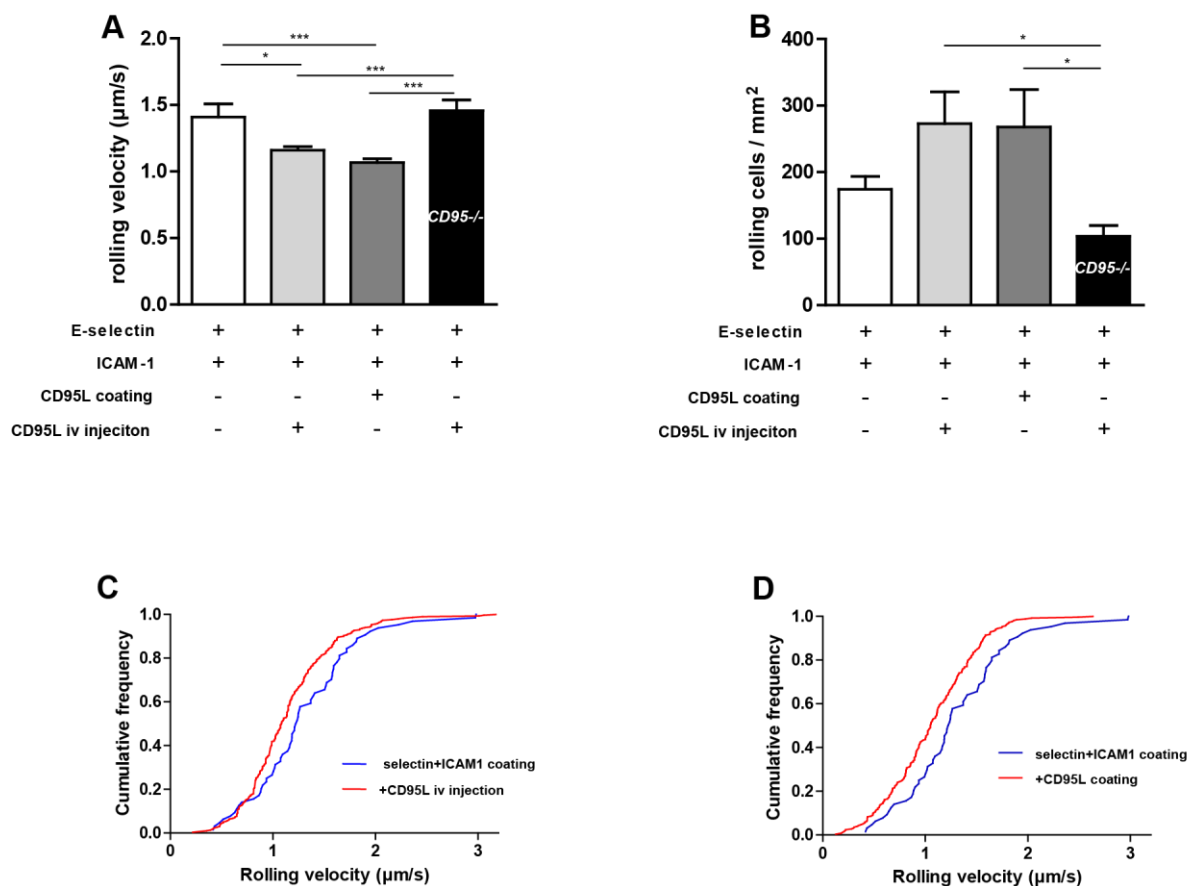 A
rolling velocity (µm/s)
2.0
1.5
1.0
0.5
0.0
***
*
***
***
CD95-/-
E-selectin + + + +
ICAM-1 + + + +
CD95L coating - - + -
CD95L iv injeciton - + - +
B
rolling cells / mm²
400
300
200
100
0
*
*
CD95-/-
E-selectin + + + +
ICAM-1 + + + +
CD95L coating - - + -
CD95L iv injeciton - + - +
C
Cumulative frequency
1.0
0.8
0.6
0.4
0.2
0.0
selectin+ICAM1 coating
+CD95L iv injection
0 1 2 3
Rolling velocity (µm/s)
D
Cumulative frequency
1.0
0.8
0.6
0.4
0.2
0.0
selectin+ICAM1 coating
+CD95L coating
0 1 2 3
Rolling velocity (µm/s)